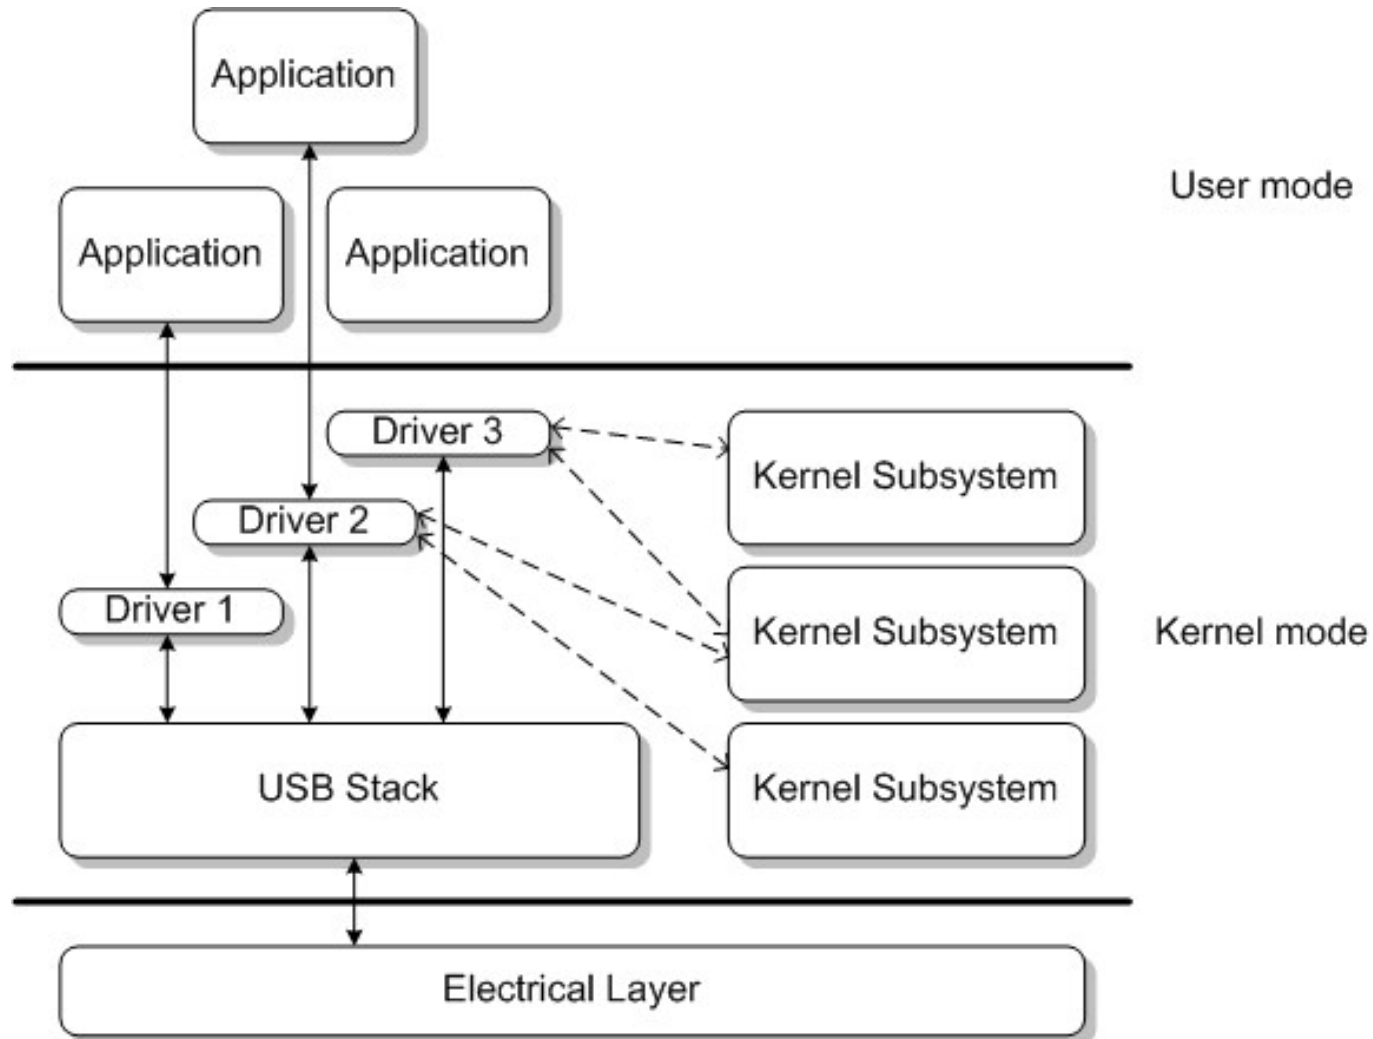 Application
User mode
Application
Application
Driver 3
Kernel Subsystem
Driver 2
Driver 1
Kernel Subsystem
Kernel mode
USB Stack
Kernel Subsystem
Electrical Layer